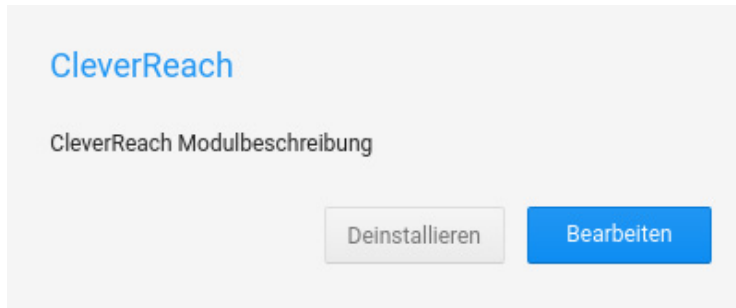 CleverReach
CleverReach Modulbeschreibung
Deinstallieren
Bearbeiten